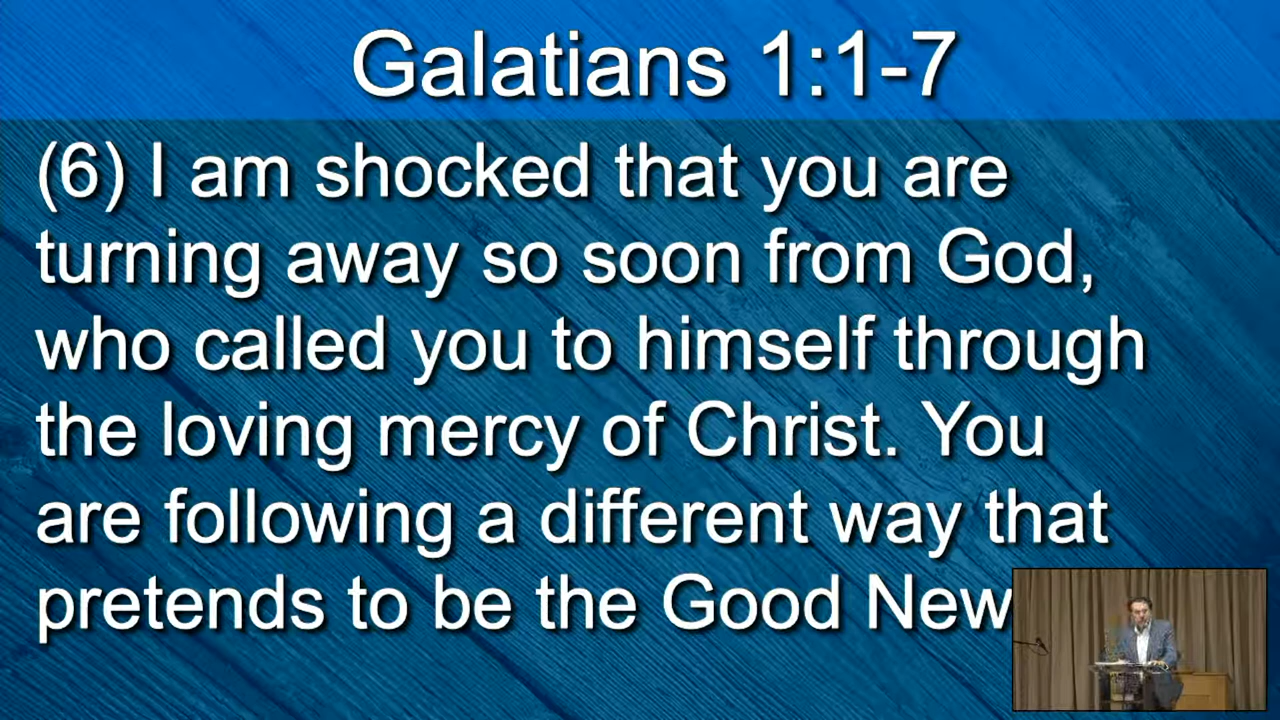 Galatians 1:1-7
(6) I am shocked that you are
turning away so soon from God,
who called you to himself through
the loving mercy of Christ. You
are following a different way that
pretends to be the Good